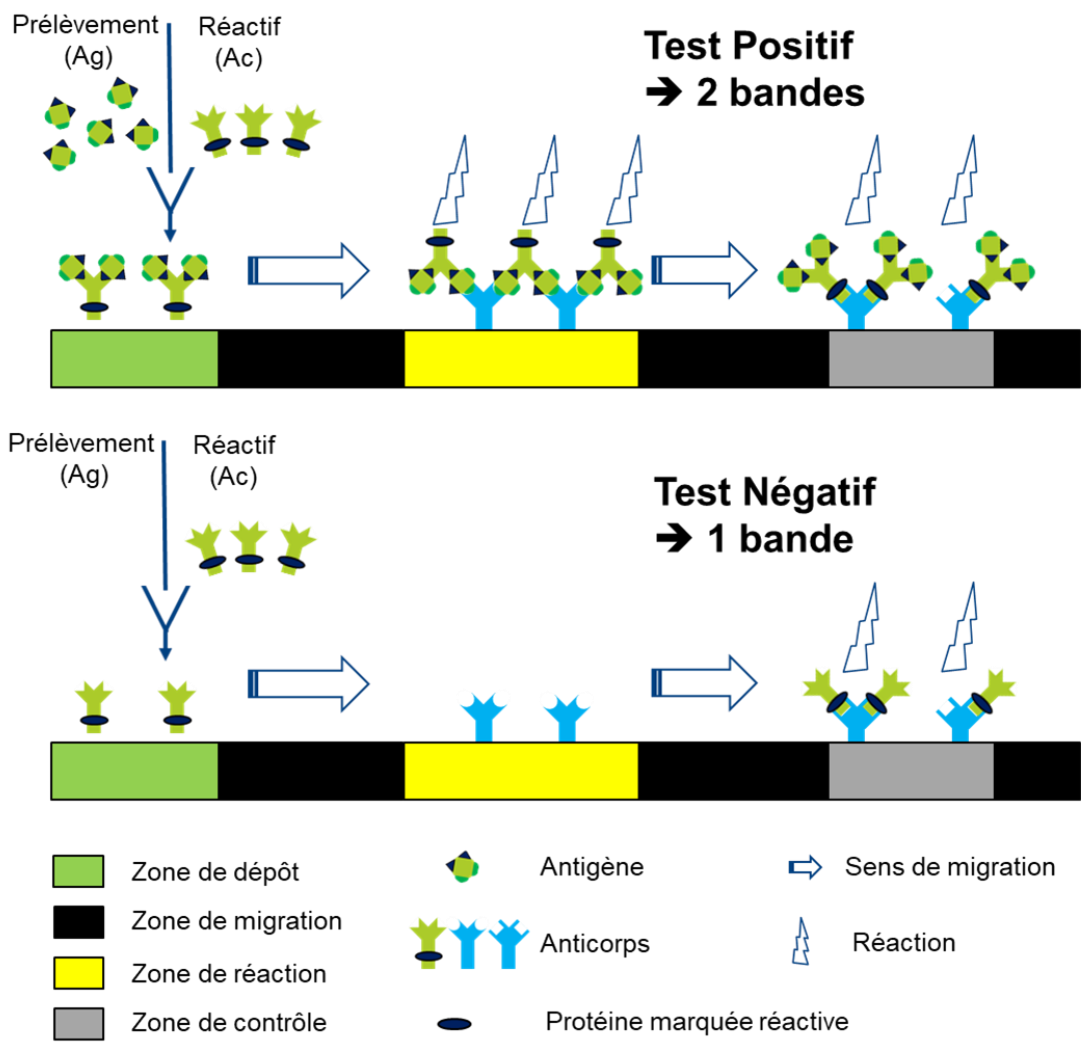 Prélèvement
(Ag)
Réactif
(Ac)
Test Positif
➔ 2 bandes
Prélèvement
(Ag)
Réactif
(Ac)
Test Négatif
➔ 1 bande
Zone de dépôt
Antigène
Sens de migration
Zone de migration
Anticorps
Réaction
Zone de réaction
Zone de contrôle
Protéine marquée réactive